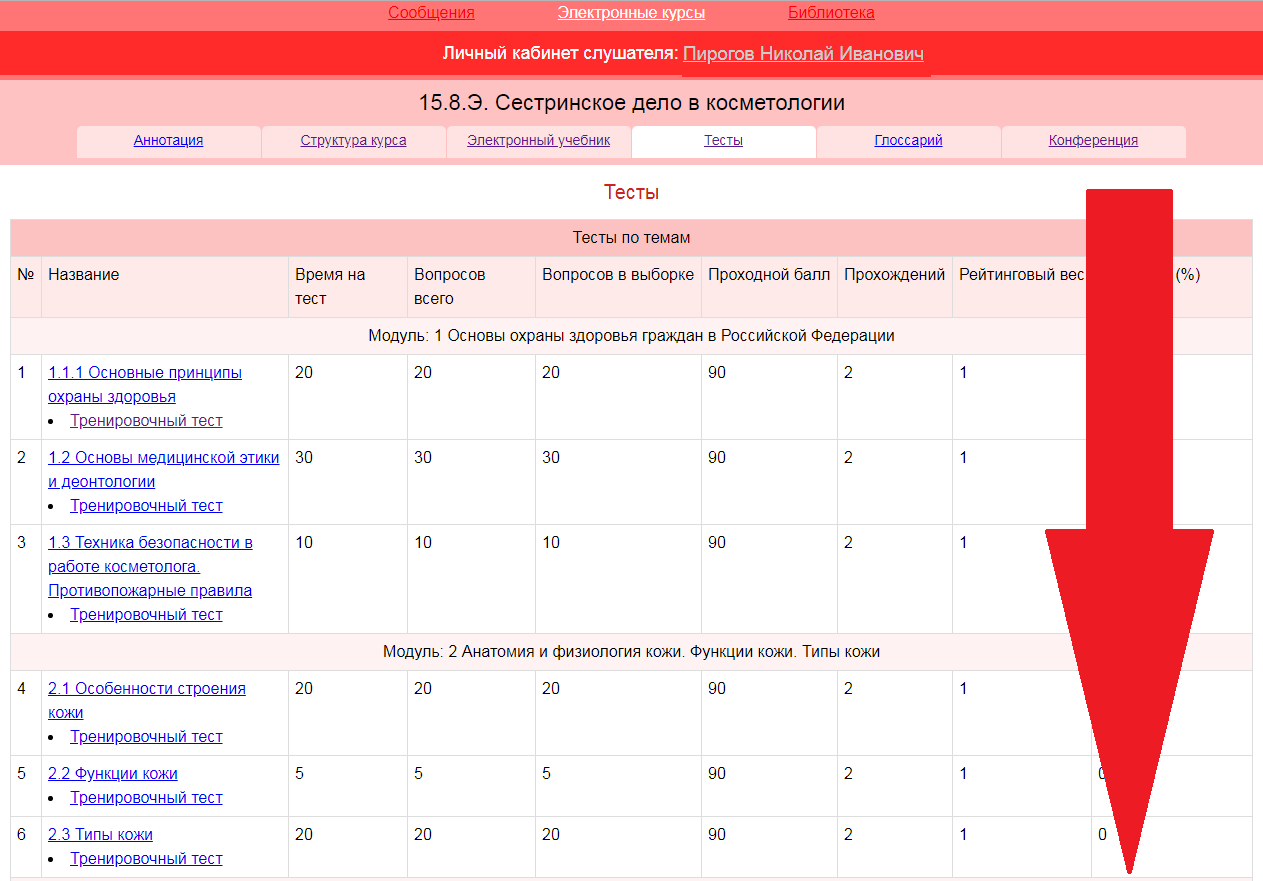 Сообщения Электронные курсы Библиотека
Личный кабинет слушателя: Пирогов Николай Иванович
15.8.Э. Сестринское дело в косметологии
Аннотация Структура курса Электронный учебник Тесты Глоссарий Конференция
Тесты
Тесты по темам
№ Название Время на тест Вопросов всего Вопросов в выборке Проходной балл Прохождений Рейтинговый вес (%)
Модуль: 1 Основы охраны здоровья граждан в Российской Федерации
1 1.1.1 Основные принципы 20 20 20 90 2 1
охраны здоровья
• Тренировочный тест
2 1.2 Основы медицинской этики 30 30 30 90 2 1
и деонтологии
• Тренировочный тест
3 1.3 Техника безопасности в 10 10 10 90 2 1
работе косметолога.
Противопожарные правила
• Тренировочный тест
Модуль: 2 Анатомия и физиология кожи. Функции кожи. Типы кожи
4 2.1 Особенности строения 20 20 20 90 2 1
кожи
• Тренировочный тест
5 2.2 Функции кожи 5 5 5 90 2 1 0
• Тренировочный тест
6 2.3 Типы кожи 20 20 20 90 2 1 0
• Тренировочный тест